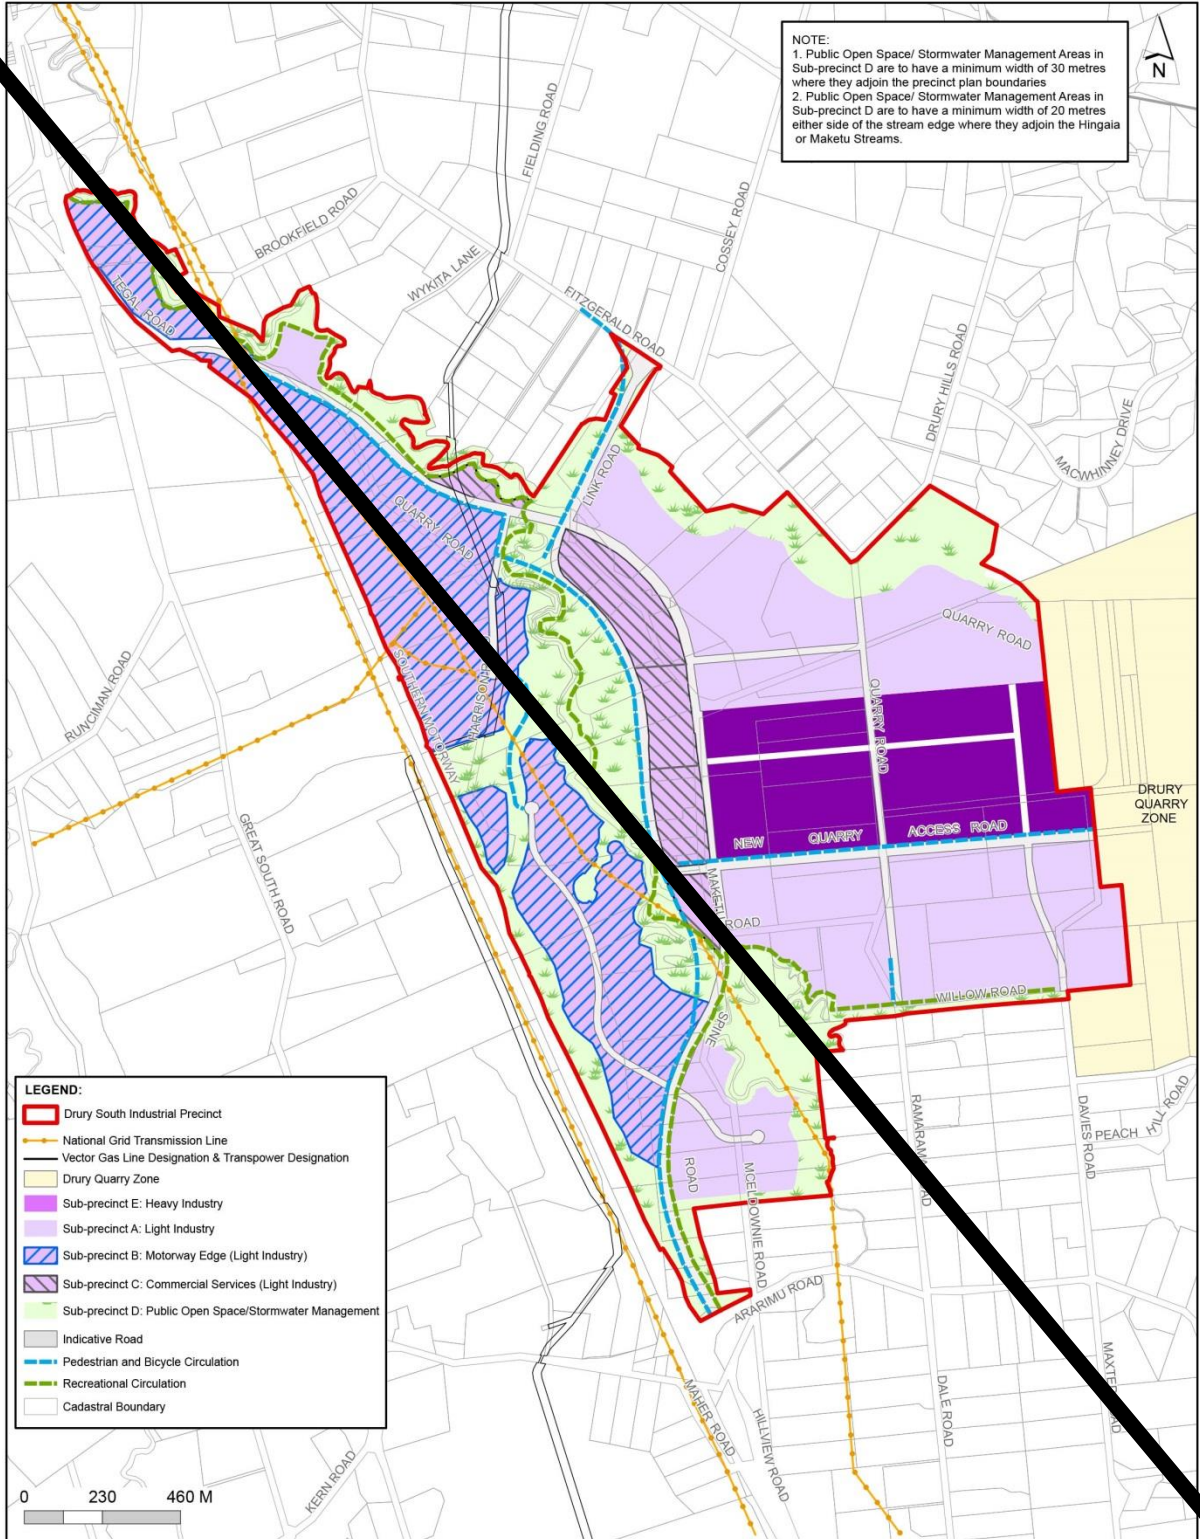 NOTE:
1. Public Open Space/ Stormwater Management Areas in
Sub-precinct D are to have a minimum width of 30 metres
where they adjoin the precinct plan boundaries
2. Public Open Space/ Stormwater Management Areas in
Sub-precinct D are to have a minimum width of 20 metres
either side of the stream edge where they adjoin the Hingaia
or Maketu Streams.
N
FIELDING ROAD
COSSEY ROAD
BROOKFIELD ROAD
WYKITA LANE
FITZGERALD ROAD
TEGAL ROAD
DRURY HILLS ROAD
MACWHINNEY DRIVE
LINK ROAD
QUARRY ROAD
QUARRY ROAD
RUNCIMAN ROAD
SOUTHERN MOTORWAY
HARRISON
QUARRY ROAD
DRURY
QUARRY
ZONE
NEW QUARRY ACCESS ROAD
GREAT SOUTH ROAD
ROAD
WILLOW ROAD
SPINE
ROAD
MCELDOWNIE ROAD
DAVIES ROAD
PEACH HILL ROAD
ARARIMU ROAD
MAHER ROAD
HILLVIEW ROAD
DALE ROAD
KERN ROAD
LEGEND:
Drury South Industrial Precinct
National Grid Transmission Line
Vector Gas Line Designation & Transpower Designation
Drury Quarry Zone
Sub-precinct E: Heavy Industry
Sub-precinct A: Light Industry
Sub-precinct B: Motorway Edge (Light Industry)
Sub-precinct C: Commercial Services (Light Industry)
Sub-precinct D: Public Open Space/Stormwater Management
Indicative Road
Pedestrian and Bicycle Circulation
Recreational Circulation
Cadastral Boundary
0 230 460 M